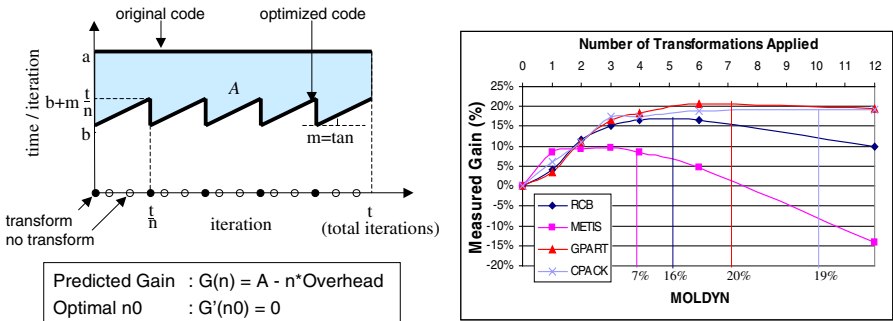 original code
optimized code
a
A
b+m t/n
b
m=tan
time / iteration
transform
no transform
t/n
iteration
t
(total iterations)
Predicted Gain : G(n) = A - n*Overhead
Optimal n0 : G'(n0) = 0
Number of Transformations Applied
0 1 2 3 4 5 6 7 8 9 10 11 12
25%
20%
15%
10%
5%
0%
-5%
-10%
-15%
-20%
Measured Gain (%)
RCB
METIS
GPART
CPACK
7% 16% 20% 19%
MOLDYN